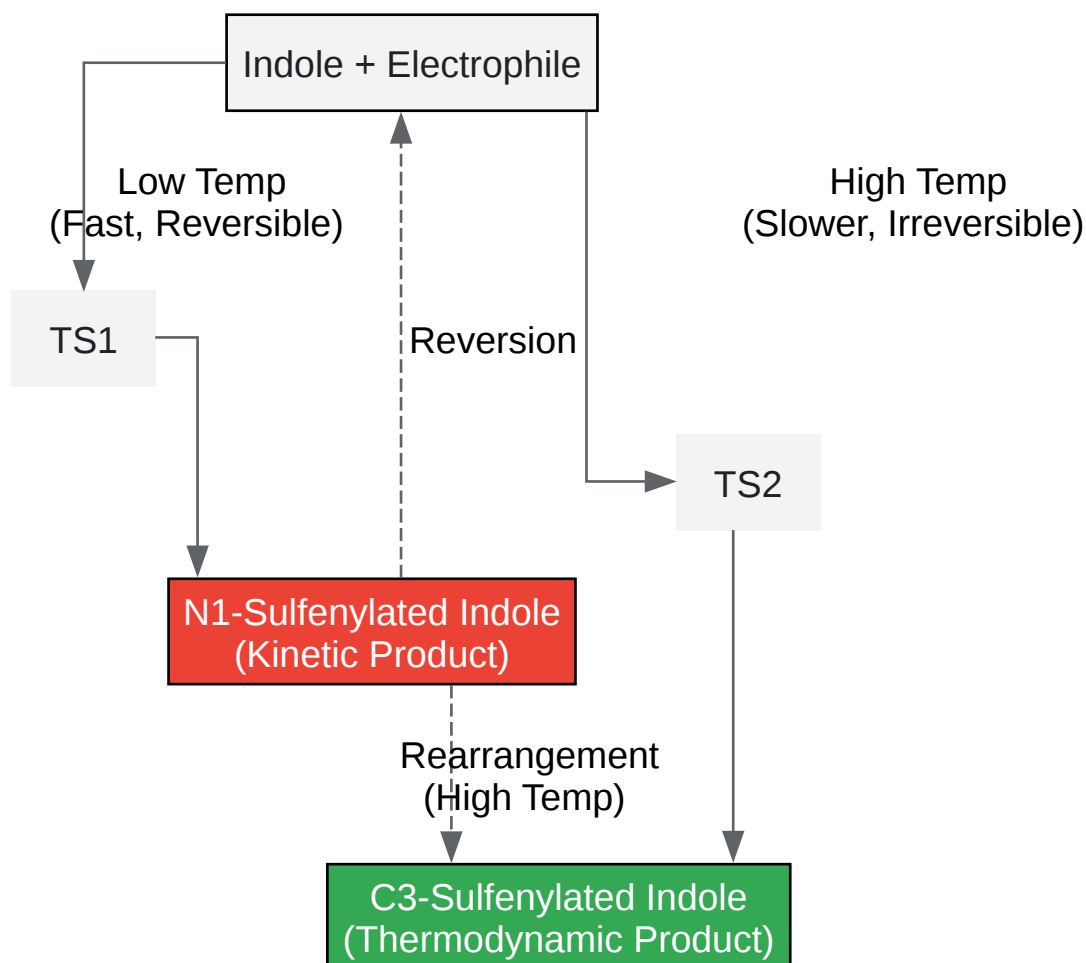 Indole + Electrophile
Low Temp
(Fast, Reversible)
High Temp
(Slower, Irreversible)
TS1
Reversion
TS2
N1-Sulfenylated Indole
(Kinetic Product)
Rearrangement
(High Temp)
C3-Sulfenylated Indole
(Thermodynamic Product)